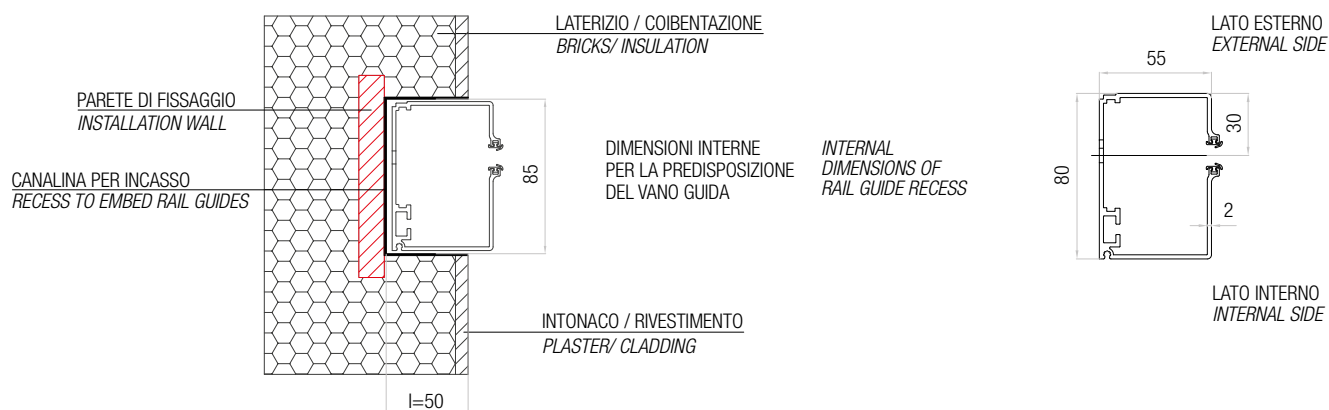 LATERIZIO / COIBENTAZIONE
BRICKS/ INSULATION
PARETE DI FISSAGGIO
INSTALLATION WALL
CANALINA PER INCASSO
RECESS TO EMBED RAIL GUIDES
85
INTONACO / RIVESTIMENTO
PLASTER/ CLADDING
I=50
DIMENSIONI INTERNE
PER LA PREDISPOSIZIONE
DEL VANO GUIDA
INTERNAL
DIMENSIONS OF
RAIL GUIDE RECESS
LATO ESTERNO
EXTERNAL SIDE
55
30
80
2
LATO INTERNO
INTERNAL SIDE